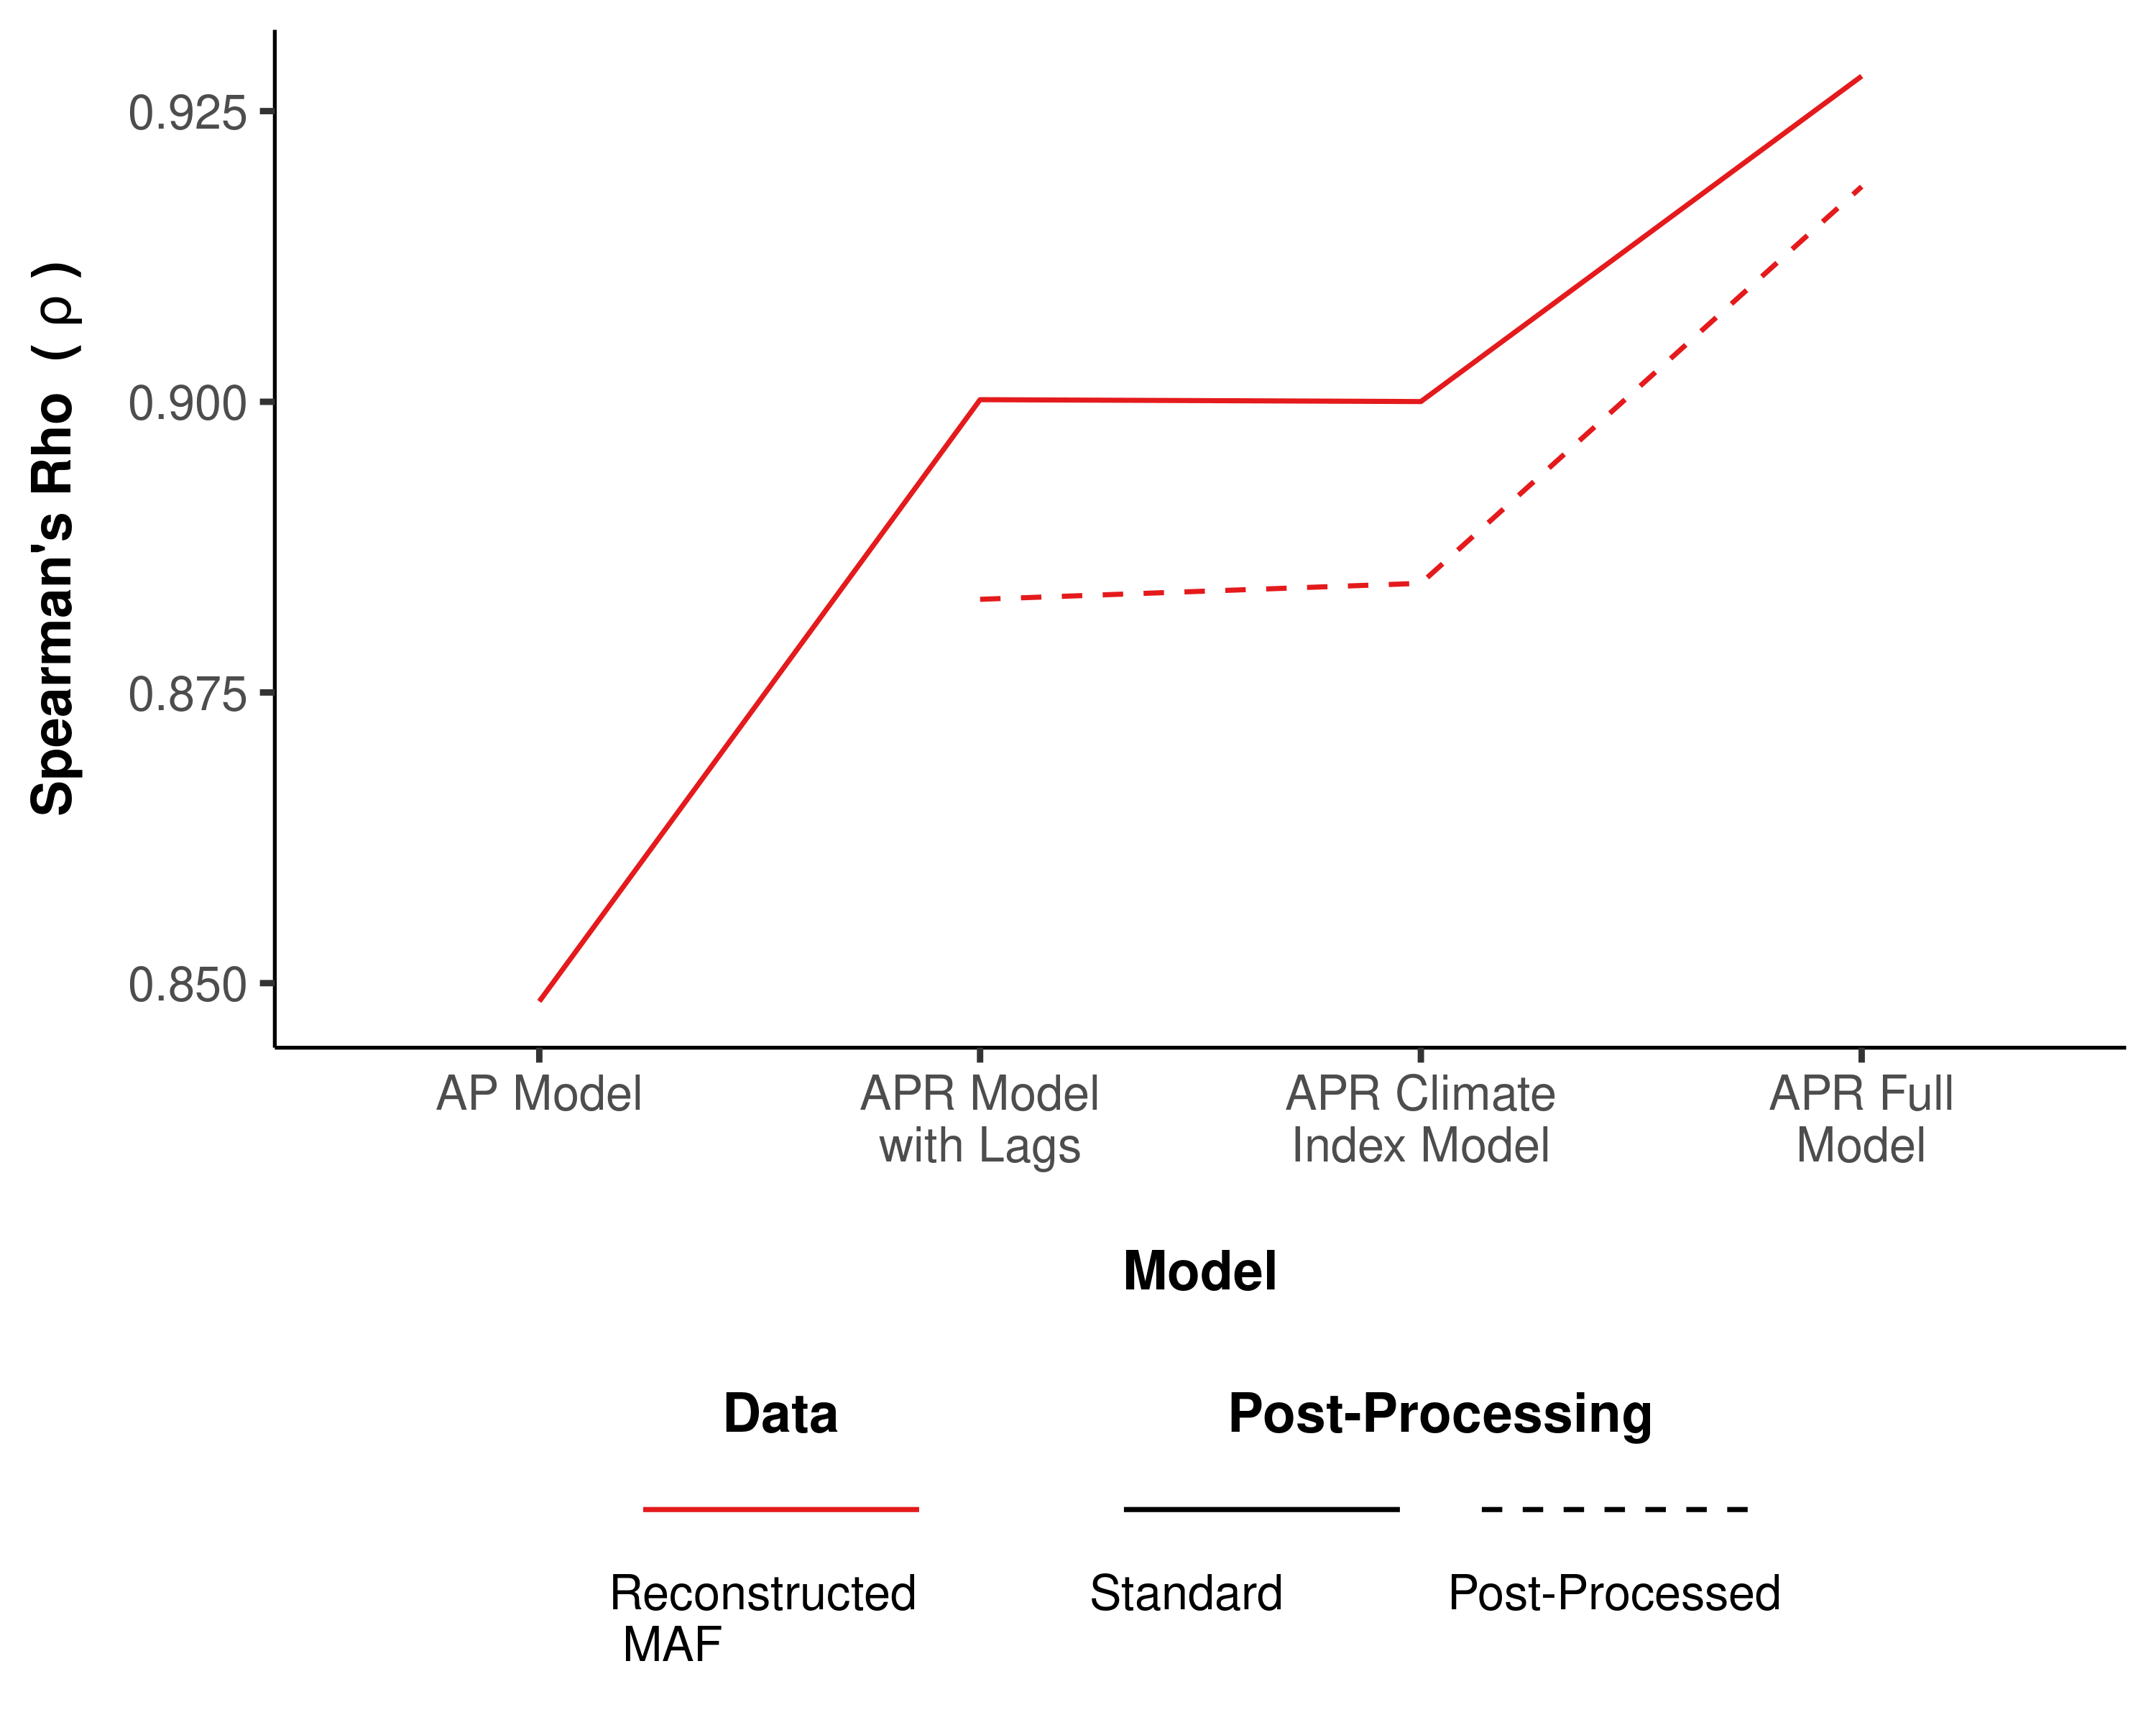 Spearman's Rho ( ρ )
0.925
0.900
0.875
0.850
AP Model
APR Model
with Lags
APR Climate
Index Model
APR Full
Model
Model
Data
Reconstructed
MAF
Post-Processing
Standard
Post-Processed